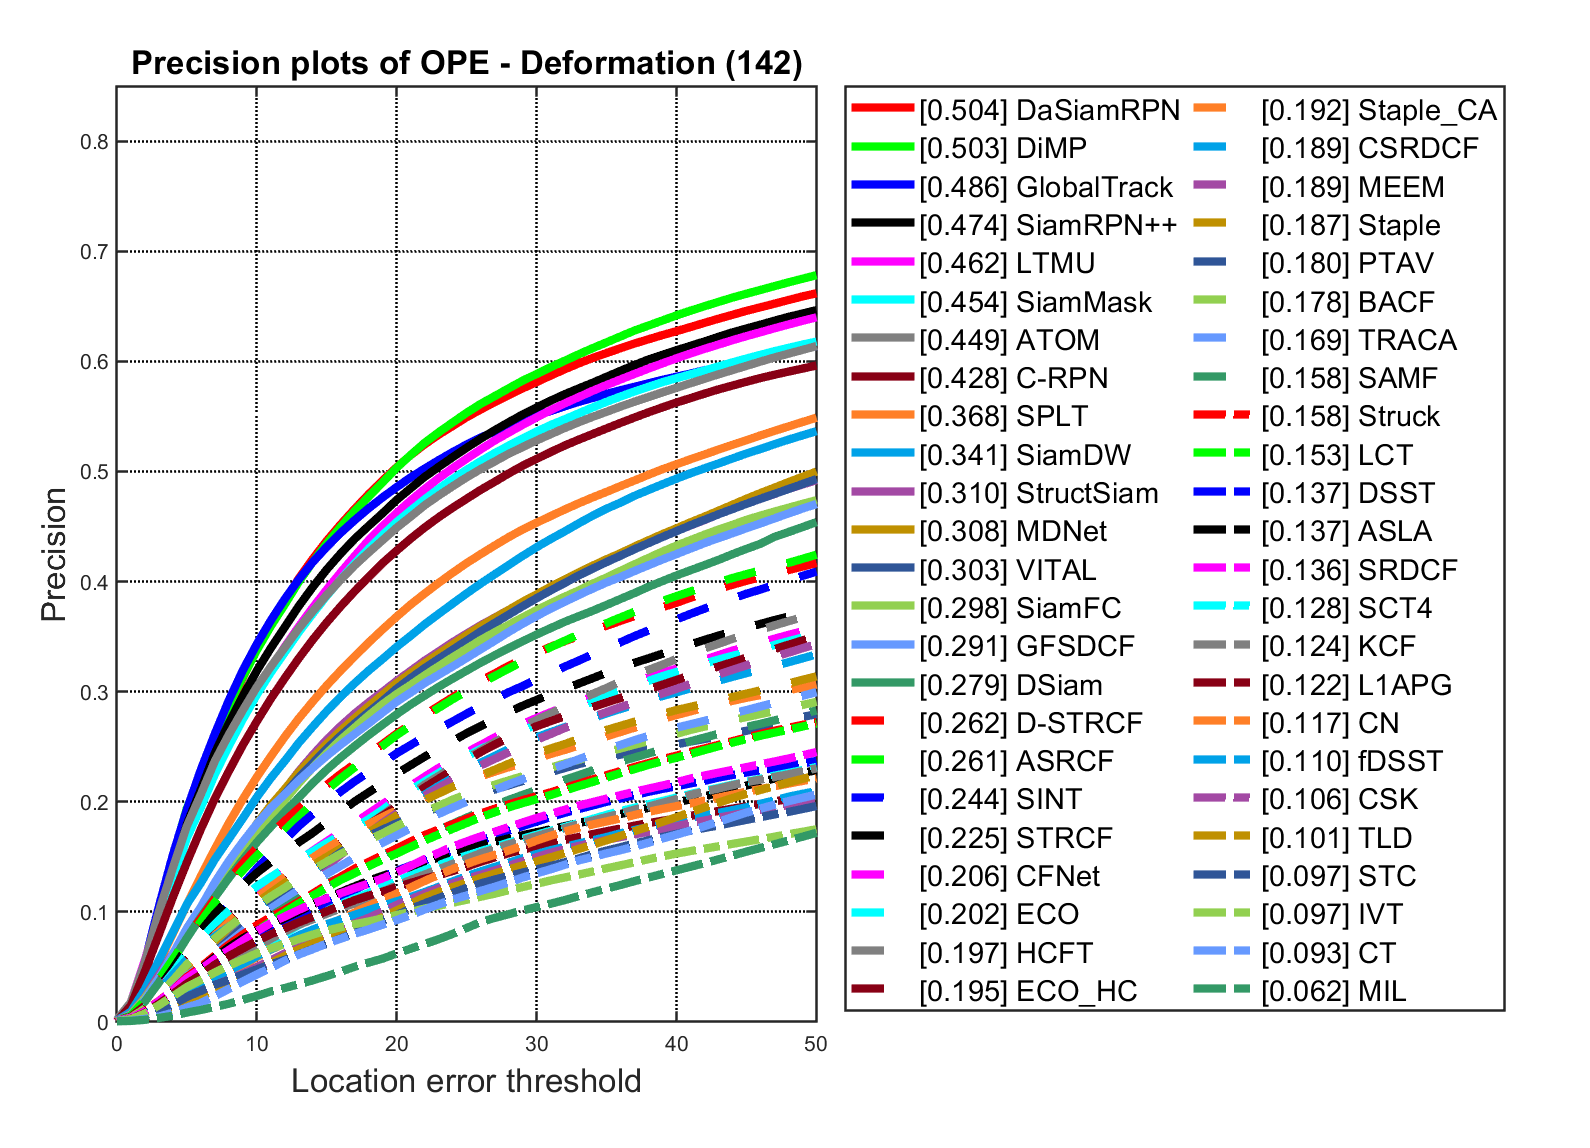 Precision plots of OPE - Deformation (142)
Precision
0.8
0.7
0.6
0.5
0.4
0.3
0.2
0.1
0
0 10 20 30 40 50
Location error threshold
[0.504] DaSiamRPN
[0.503] DiMP
[0.486] GlobalTrack
[0.474] SiamRPN++
[0.462] LTMU
[0.454] SiamMask
[0.449] ATOM
[0.428] C-RPN
[0.368] SPLT
[0.341] SiamDW
[0.310] StructSiam
[0.308] MDNet
[0.303] VITAL
[0.298] SiamFC
[0.291] GFSDCF
[0.279] DSiam
[0.262] D-STRCF
[0.261] ASRCF
[0.244] SINT
[0.225] STRCF
[0.206] CFNet
[0.202] ECO
[0.197] HCFT
[0.195] ECO_HC
[0.192] Staple_CA
[0.189] CSRDCF
[0.189] MEEM
[0.187] Staple
[0.180] PTAV
[0.178] BACF
[0.169] TRACA
[0.158] SAMF
[0.158] Struck
[0.153] LCT
[0.137] DSST
[0.137] ASLA
[0.136] SRDCF
[0.128] SCT4
[0.124] KCF
[0.122] L1APG
[0.117] CN
[0.110] fDSST
[0.106] CSK
[0.101] TLD
[0.097] STC
[0.097] IVT
[0.093] CT
[0.062] MIL